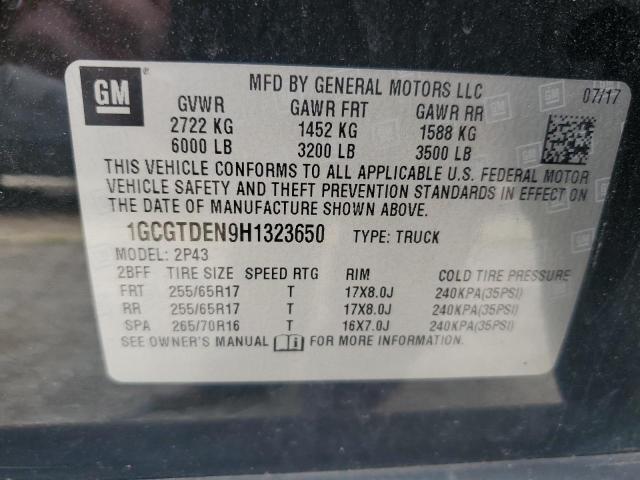 GM
MFD BY GENERAL MOTORS LLC
07/17
GVWR GAWR FRT GAWR RR
2722 KG 1452 KG 1588 KG
6000 LB 3200 LB 3500 LB
THIS VEHICLE CONFORMS TO ALL APPLICABLE U.S. FEDERAL MOTOR
VEHICLE SAFETY AND THEFT PREVENTION STANDARDS IN EFFECT ON
THE DATE OF MANUFACTURE SHOWN ABOVE.
1GCGTDEN9H1323650 TYPE: TRUCK
MODEL: 2P43
2BFF TIRE SIZE SPEED RTG RIM COLD TIRE PRESSURE
FRT 255/65R17 T 17X8.0J 240KPA(35PSI)
RR 255/65R17 T 17X8.0J 240KPA(35PSI)
SPA 265/70R16 T 16X7.0J 240KPA(35PSI)
SEE OWNER'S MANUAL FOR MORE INFORMATION.